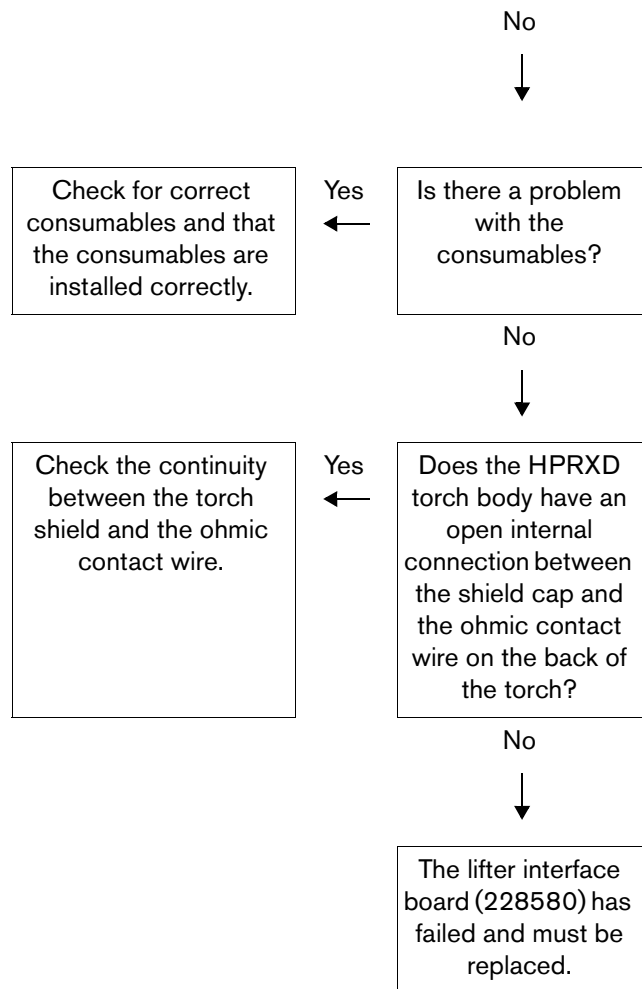 No
Check for correct
consumables and that
the consumables are
installed correctly.
Yes
Is there a problem
with the
consumables?
No
Check the continuity
between the torch
shield and the ohmic
contact wire.
Yes
Does the HPRXD
torch body have an
open internal
connection between
the shield cap and
the ohmic contact
wire on the back of
the torch?
No
The lifter interface
board (228580) has
failed and must be
replaced.